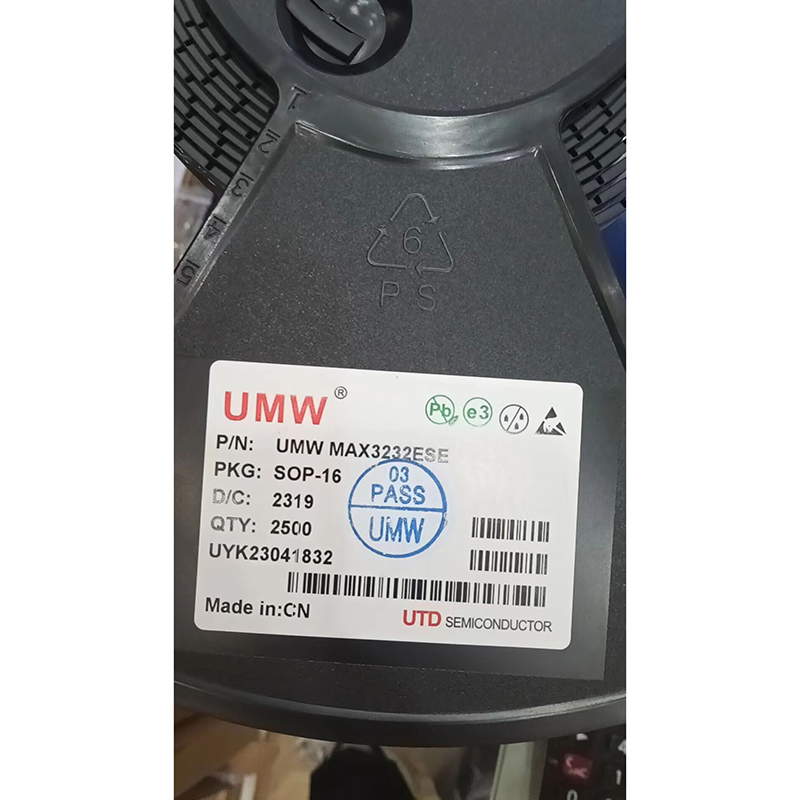 1
2
3
4
5
6
PS
UMW®
Pb e3
P/N: UMW MAX3232ESE
PKG: SOP-16
D/C: 2319
QTY: 2500
UYK23041832
03
PASS
UMW
Made in:CN
UTD SEMICONDUCTOR